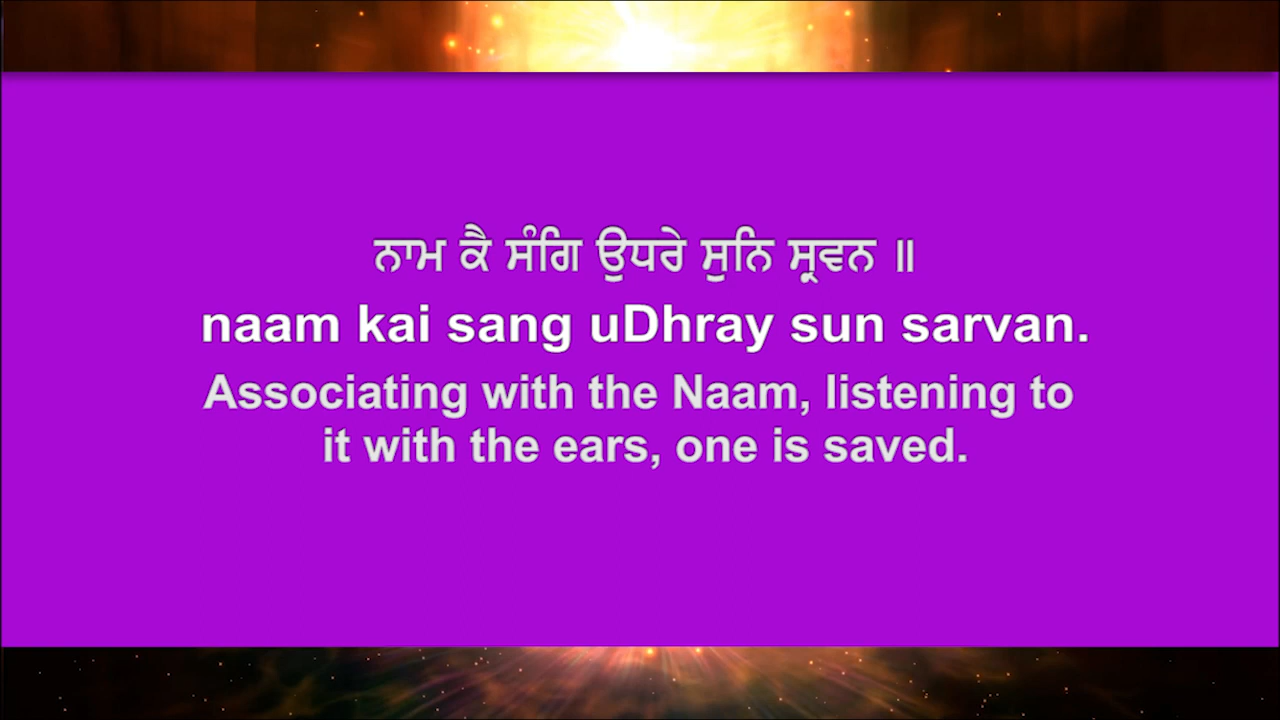 ਨਾਮ ਕੈ ਸੰਗਿ ਉਧਰੇ ਸੁਨਿ ਸ੍ਰਵਨ ॥
naam kai sang uDhray sun sarvan.
Associating with the Naam, listening to
it with the ears, one is saved.